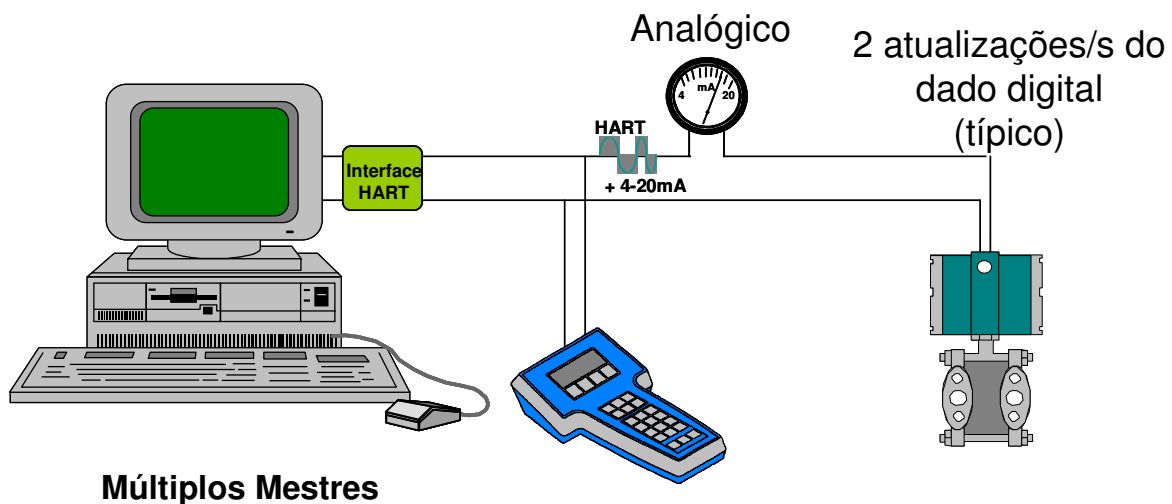 Analógico
2 atualizações/s do
dado digital
(típico)
4
mA
20
HART
+ 4-20mA
Interface
HART
Múltiplos Mestres